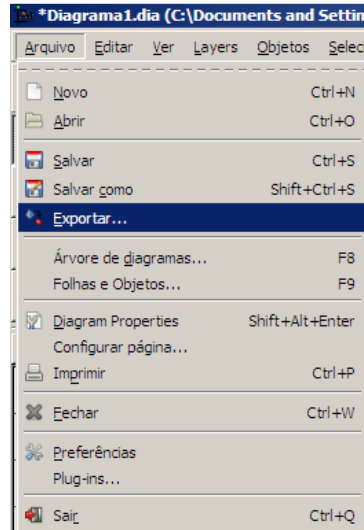 *Diagrama1.dia (C:\Documents and Settin
Arquivo Editar Ver Layers Objetos Selec
Novo Ctrl+N
Abrir Ctrl+O
Salvar Ctrl+S
Salvar como Shift+Ctrl+S
Exportar...
Árvore de diagramas... F8
Folhas e Objetos... F9
Diagram Properties Shift+Alt+Enter
Configurar página...
Imprimir Ctrl+P
Fechar Ctrl+W
Preferências
Plug-ins...
Sair Ctrl+Q